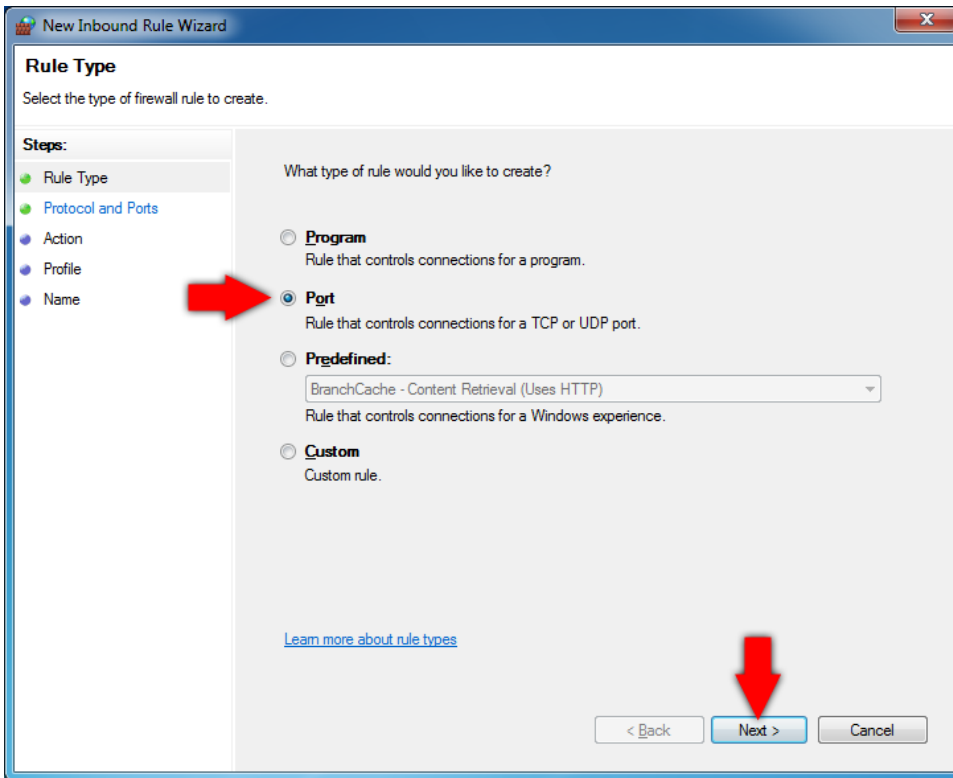 New Inbound Rule Wizard
Rule Type
Select the type of firewall rule to create.
Steps:
Rule Type
Protocol and Ports
Action
Profile
Name
What type of rule would you like to create?
Program
Rule that controls connections for a program.
Port
Rule that controls connections for a TCP or UDP port.
Predefined:
BranchCache - Content Retrieval (Uses HTTP)
Rule that controls connections for a Windows experience.
Custom
Custom rule.
Learn more about rule types
< Back Next > Cancel